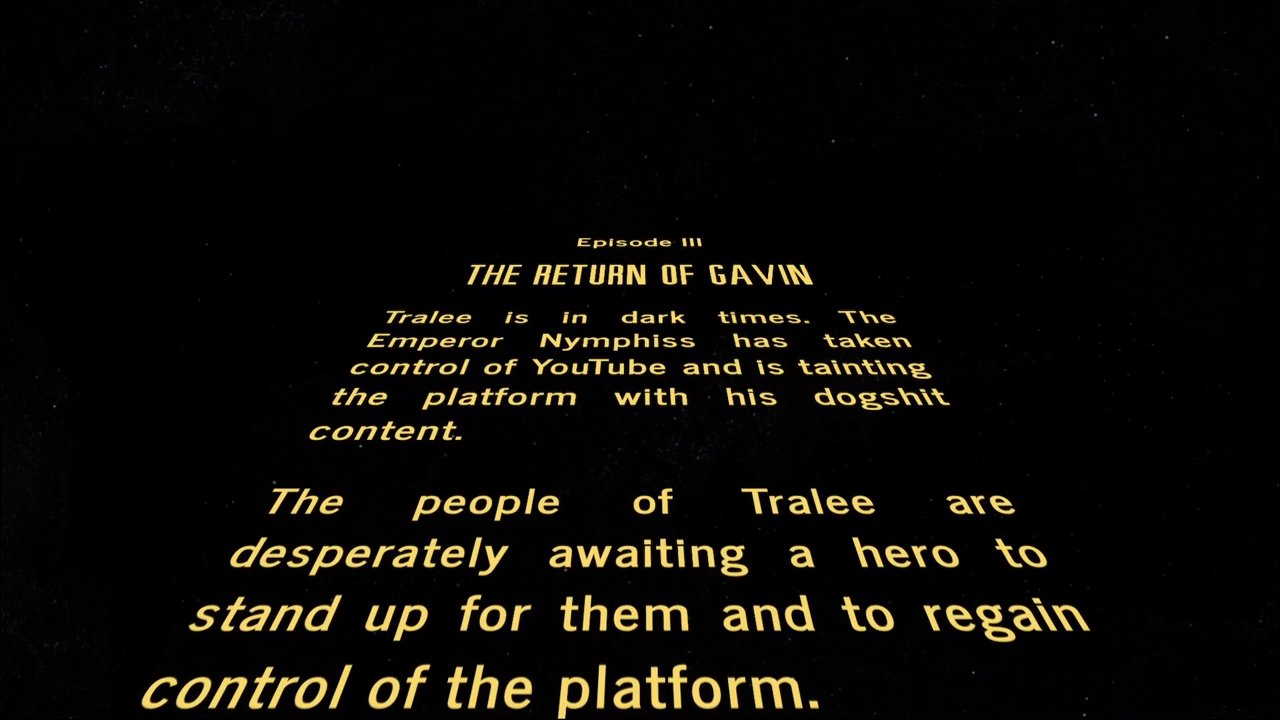 Episode III
THE RETURN OF GAVIN
Tralee is in dark times. The
Emperor Nymphiss has taken
control of YouTube and is tainting
the platform with his dogshit
content.
The people of Tralee are
desperately awaiting a hero to
stand up for them and to regain
control of the platform.